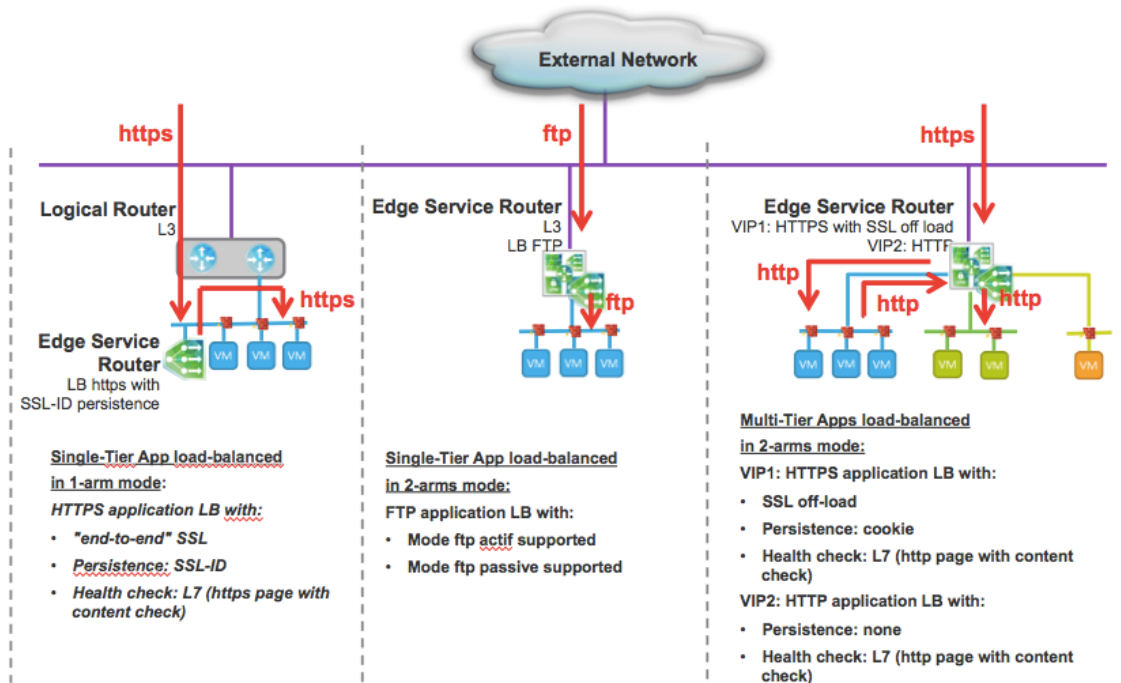 External Network
https
ftp
https
Logical Router
L3
Edge Service Router
L3
LB FTP
Edge Service Router
VIP1: HTTPS with SSL off load
VIP2: HTTP
https
ftp
http
http
http
Edge Service
Router
LB https with
SSL-ID persistence
VM
VM
VM
VM
VM
VM
VM
VM
VM
VM
VM
VM
Single-Tier App load-balanced
in 1-arm mode:
HTTPS application LB with:
• "end-to-end" SSL
• Persistence: SSL-ID
• Health check: L7 (https page with
content check)
Single-Tier App load-balanced
in 2-arms mode:
FTP application LB with:
• Mode ftp actif supported
• Mode ftp passive supported
Multi-Tier Apps load-balanced
in 2-arms mode:
VIP1: HTTPS application LB with:
• SSL off-load
• Persistence: cookie
• Health check: L7 (http page with content
check)
VIP2: HTTP application LB with:
• Persistence: none
• Health check: L7 (http page with content
check)